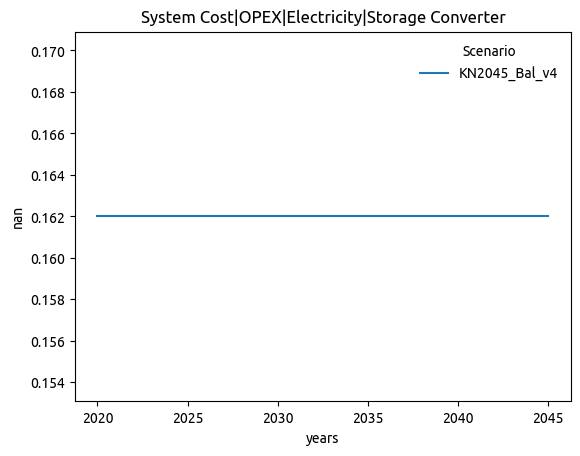 System Cost|OPEX|Electricity|Storage Converter
Scenario
KN2045_Bal_v4
0.170
0.168
0.166
0.164
0.162
0.160
0.158
0.156
0.154
nan
2020 2025 2030 2035 2040 2045
years